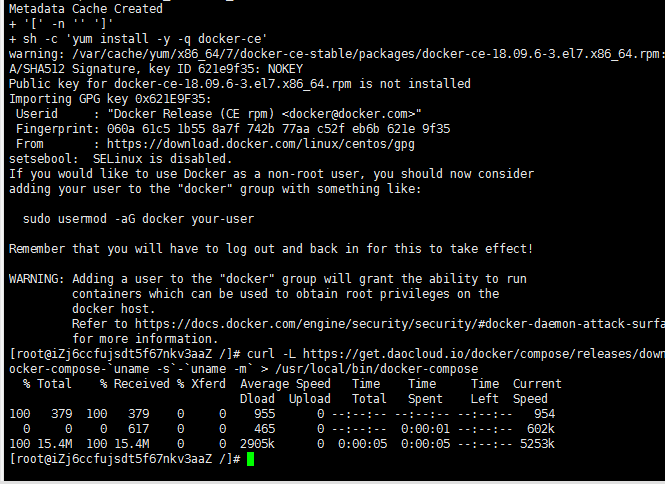 Metadata Cache Created
+ '[' -n '' ']'
+ sh -c 'yum install -y -q docker-ce'
warning: /var/cache/yum/x86_64/7/docker-ce-stable/packages/docker-ce-18.09.6-3.el7.x86_64.rpm:
A/SHA512 Signature, key ID 621e9f35: NOKEY
Public key for docker-ce-18.09.6-3.el7.x86_64.rpm is not installed
Importing GPG key 0x621E9F35:
 Userid     : "Docker Release (CE rpm) <docker@docker.com>"
 Fingerprint: 060a 61c5 1b55 8a7f 742b 77aa c52f eb6b 621e 9f35
 From       : https://download.docker.com/linux/centos/gpg
setsebool:  SELinux is disabled.
If you would like to use Docker as a non-root user, you should now consider
adding your user to the "docker" group with something like:

  sudo usermod -aG docker your-user

Remember that you will have to log out and back in for this to take effect!

WARNING: Adding a user to the "docker" group will grant the ability to run
         containers which can be used to obtain root privileges on the
         docker host.
         Refer to https://docs.docker.com/engine/security/security/#docker-daemon-attack-surfa
         for more information.
[root@iZj6ccfujsdt5f67nkv3aaZ /]# curl -L https://get.daocloud.io/docker/compose/releases/down
ocker-compose-`uname -s`-`uname -m` > /usr/local/bin/docker-compose
  % Total    % Received % Xferd  Average Speed   Time    Time     Time  Current
                                 Dload  Upload   Total   Spent    Left  Speed
100   379  100   379    0     0    955      0 --:--:-- --:--:-- --:--:--   954
  0     0    0   617    0     0    465      0 --:--:--  0:00:01 --:--:--  602k
100 15.4M  100 15.4M    0     0  2905k      0  0:00:05  0:00:05 --:--:-- 5253k
[root@iZj6ccfujsdt5f67nkv3aaZ /]#